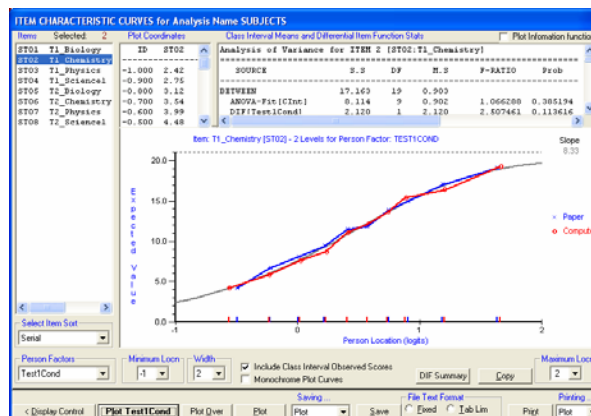 ITEM CHARACTERISTIC CURVES for Analysis Name SUBJECTS
Items Selected: 2 Plot Coordinates Class Interval Means and Differential Item Function Stats Plot Infomation function
ST01 T1_Biology
ST02 T1_Chemistry
ST03 T1_Physics
ST04 T1_Science1
ST05 T2_Biology
ST06 T2_Chemistry
ST07 T2_Physics
ST08 T2_Science1
ID ST02
-1.000 2.42
-0.900 2.75
-0.800 3.12
-0.700 3.54
-0.600 3.99
-0.500 4.48
Analysis of Variance for ITEM 2 [ST02:T1_Chemistry]
SOURCE S.S DF M.S F-RATIO Prob
BETWEEN 17.163 19 0.903
ANOVA-Fit[CInt] 8.114 9 0.902 1.066288 0.385194
DIF[Test1Cond] 2.120 1 2.120 2.507461 0.113616
Item: T1_Chemistry [ST02] - 2 Levels for Person Factor: TEST1COND
Slope
8.33
20.0
15.0
10.0
5.0
0.0
Expected Value
-1 0 1 2
Person Location (logits)
Paper
Compute
Select Item Sort
Serial
Person Factors
Test1Cond
Minimum Locn
-1
Width
2
Include Class Interval Observed Scores
Monochrome Plot Curves
DIF Summary
Copy
Maximum Locn
2
< Display Control
Plot Test1Cond
Plot Over
Plot
Saving ...
Plot
Save
File Text Format
Fixed
Tab Lim
Print
Printing...
Plot